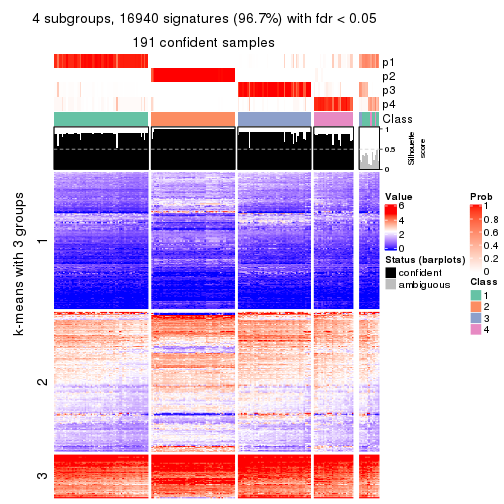 4 subgroups, 16940 signatures (96.7%) with fdr < 0.05
191 confident samples
p1
p2
p3
p4
Class
1
0.5
0
Silhouette
score
k-means with 3 groups
1
2
3
Value
6
4
2
0
Status (barplots)
confident
ambiguous
Prob
1
0.8
0.6
0.4
0.2
0
Class
1
2
3
4